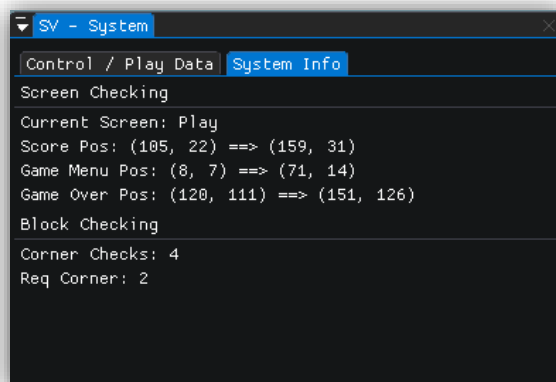 SV - System
Control / Play Data System Info
Screen Checking
Current Screen: Play
Score Pos: (105, 22) ==> (159, 31)
Game Menu Pos: (8, 7) ==> (71, 14)
Game Over Pos: (120, 111) ==> (151, 126)
Block Checking
Corner Checks: 4
Req Corner: 2